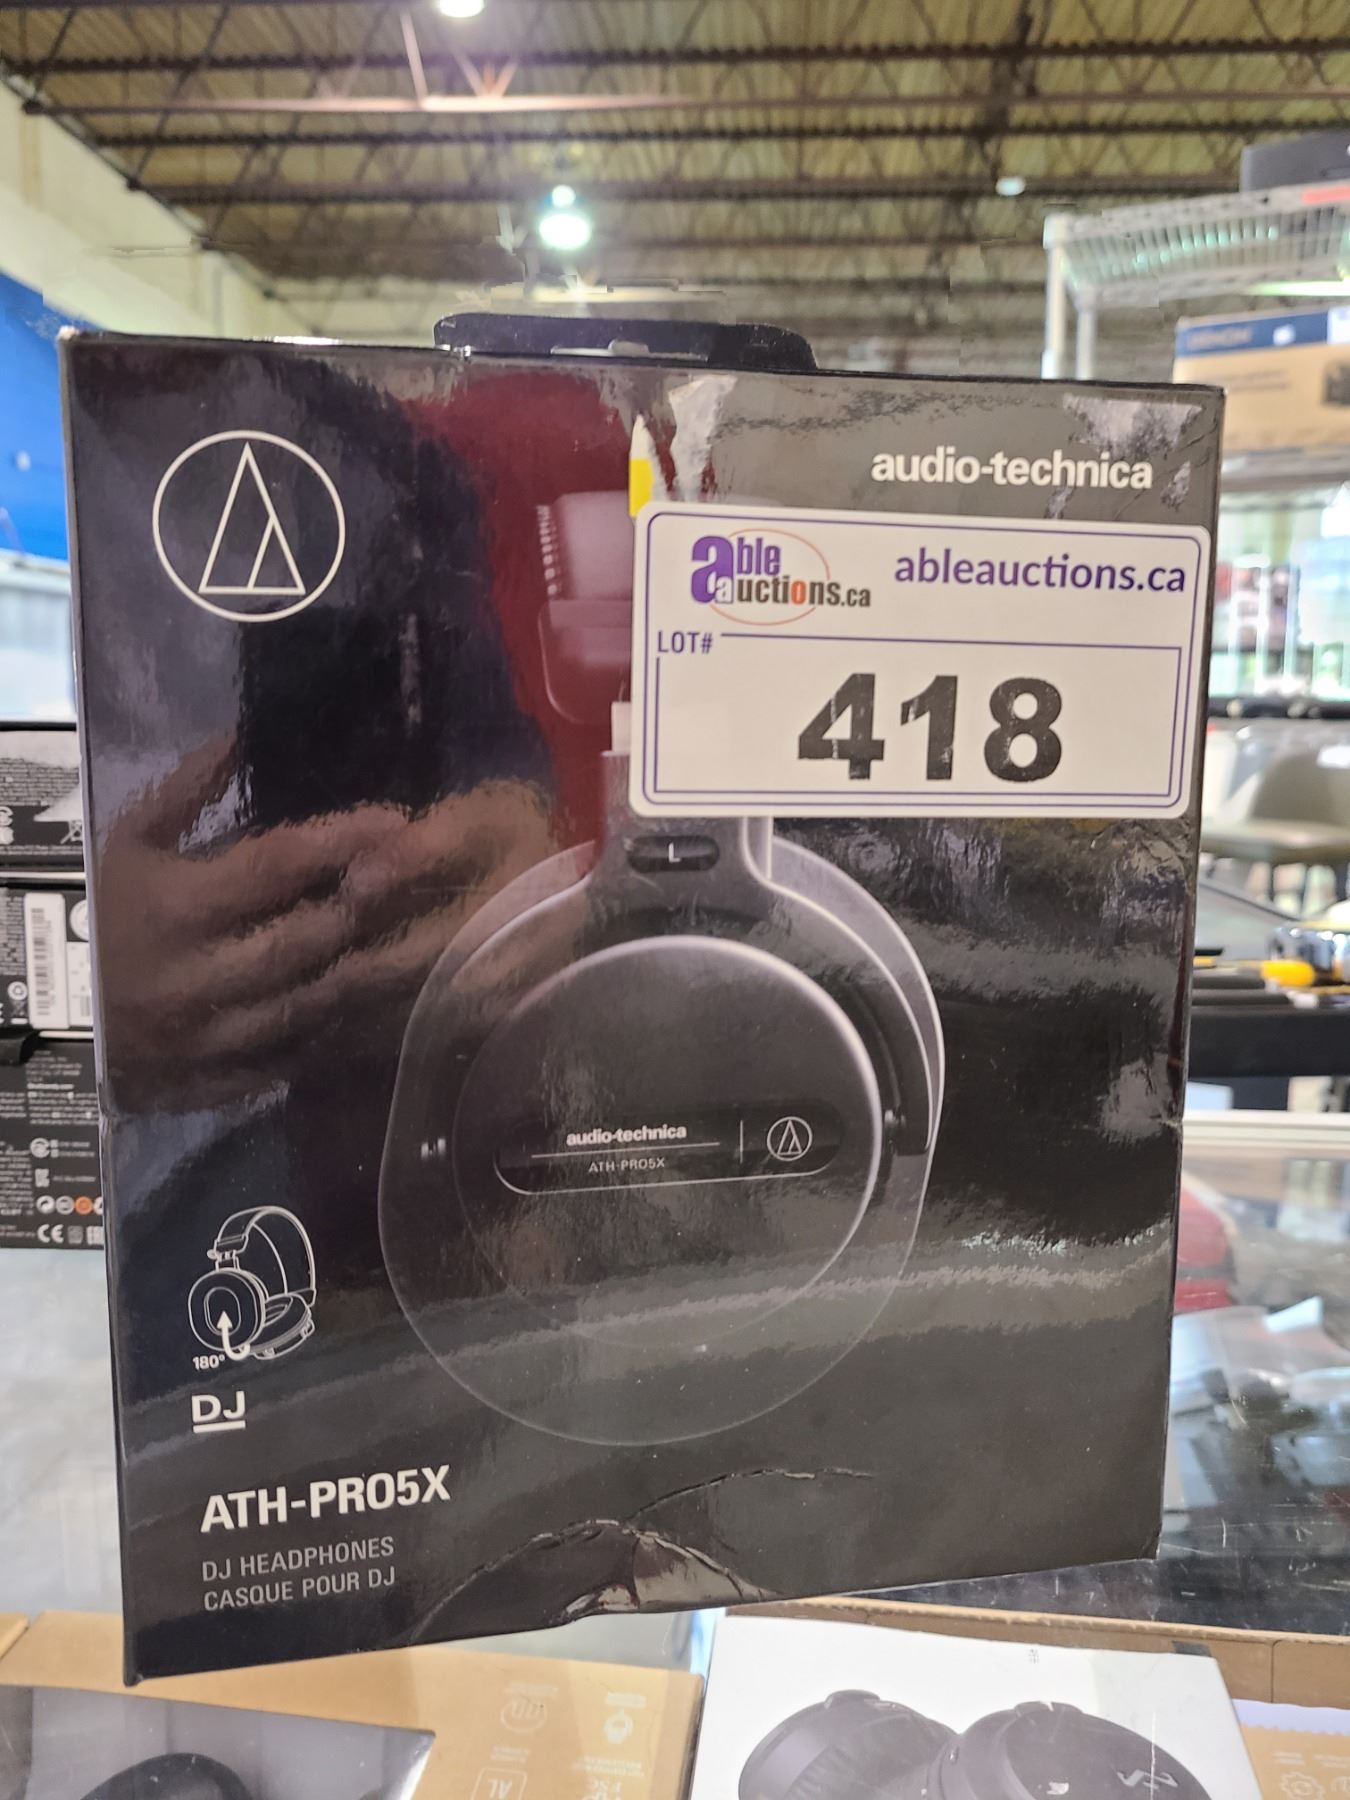 audio-technica
able
auctions.ca
ableauctions.ca
LOT#
418
L
audio-technica
ATH-PRO5X
180°
DJ
ATH-PRO5X
DJ HEADPHONES
CASQUE POUR DJ